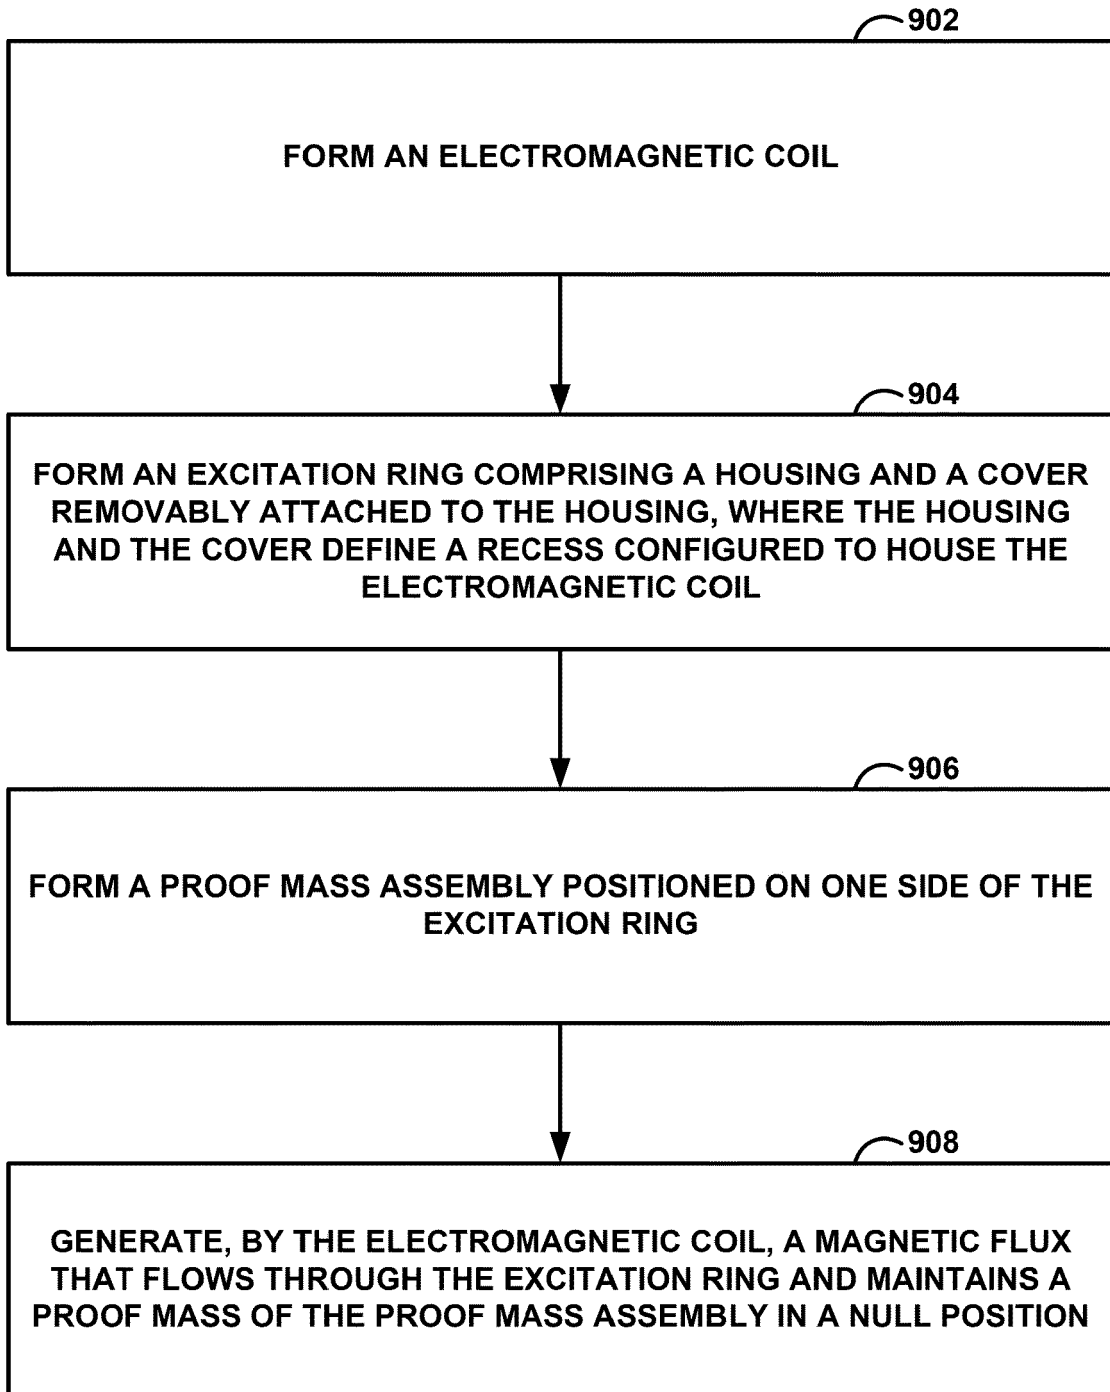 902
FORM AN ELECTROMAGNETIC COIL
904
FORM AN EXCITATION RING COMPRISING A HOUSING AND A COVER
REMOVABLY ATTACHED TO THE HOUSING, WHERE THE HOUSING
AND THE COVER DEFINE A RECESS CONFIGURED TO HOUSE THE
ELECTROMAGNETIC COIL
906
FORM A PROOF MASS ASSEMBLY POSITIONED ON ONE SIDE OF THE
EXCITATION RING
908
GENERATE, BY THE ELECTROMAGNETIC COIL, A MAGNETIC FLUX
THAT FLOWS THROUGH THE EXCITATION RING AND MAINTAINS A
PROOF MASS OF THE PROOF MASS ASSEMBLY IN A NULL POSITION